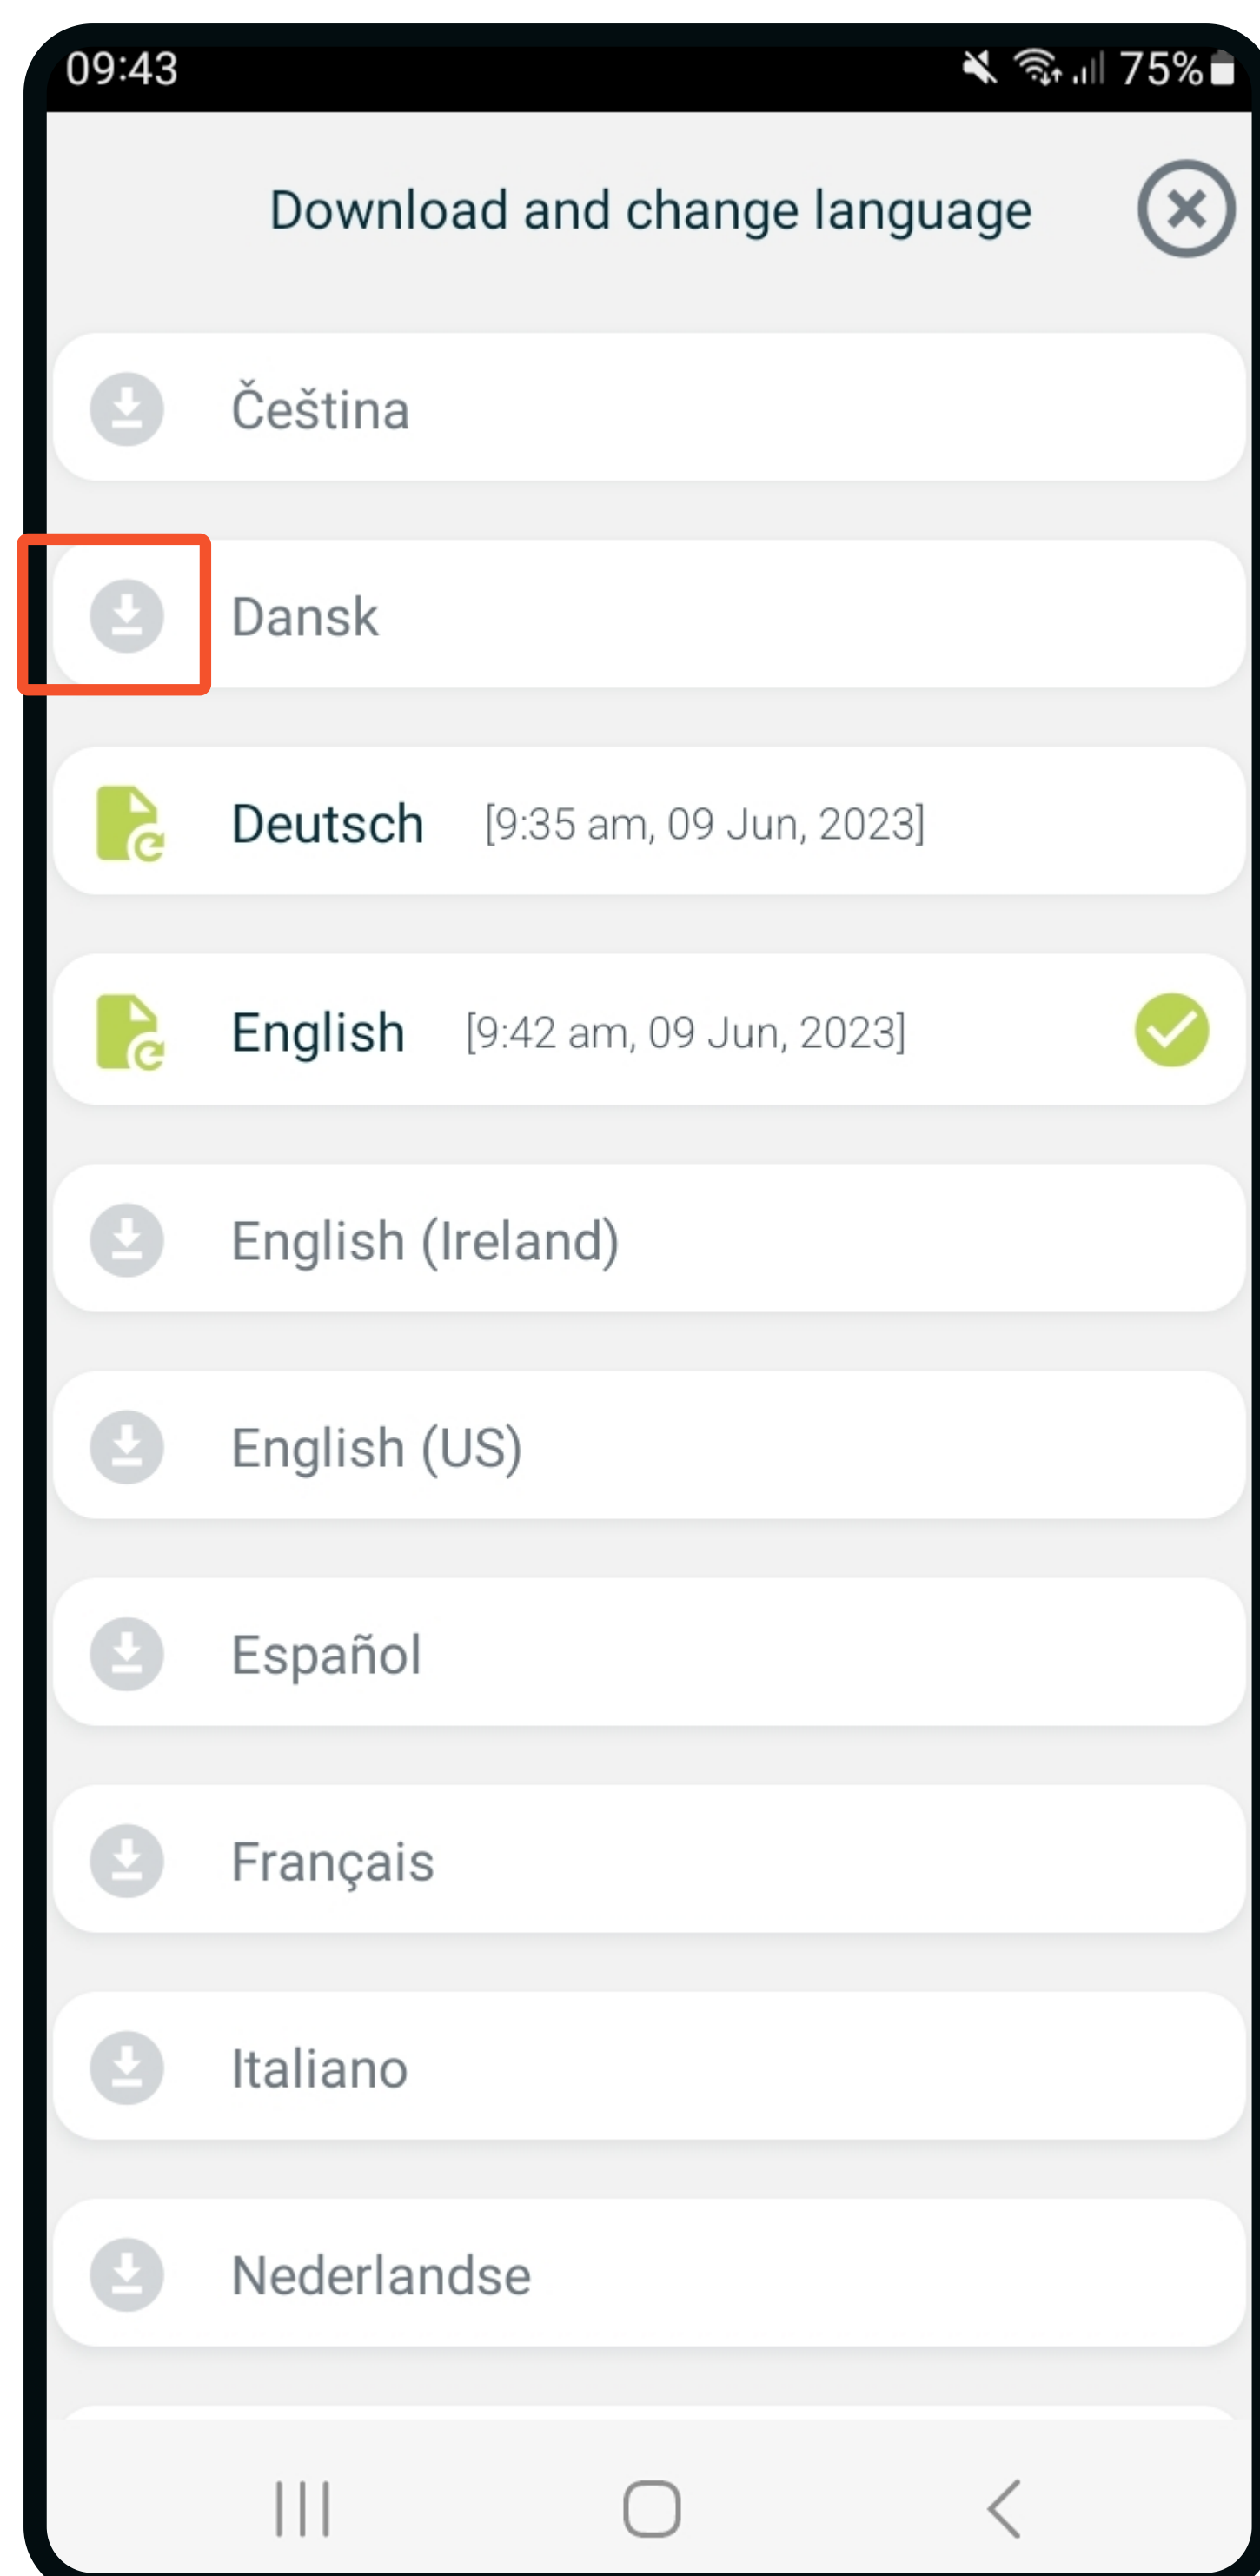 09:43 75%
Download and change language
Čeština
Dansk
Deutsch [9:35 am, 09 Jun, 2023]
English [9:42 am, 09 Jun, 2023]
English (Ireland)
English (US)
Español
Français
Italiano
Nederlandse